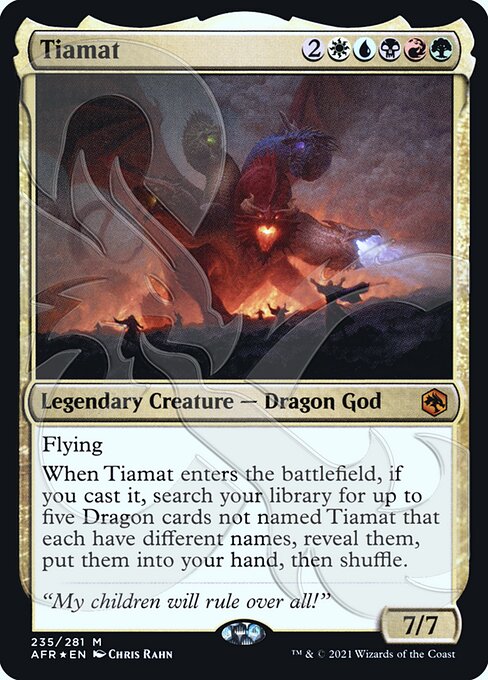 Tiamat 2
Legendary Creature — Dragon God
Flying
When Tiamat enters the battlefield, if
you cast it, search your library for up to
five Dragon cards not named Tiamat that
each have different names, reveal them,
put them into your hand, then shuffle.
“My children will rule over all!”
7/7
235/281 M
AFR ★ EN Chris Rahn ™ & © 2021 Wizards of the Coast